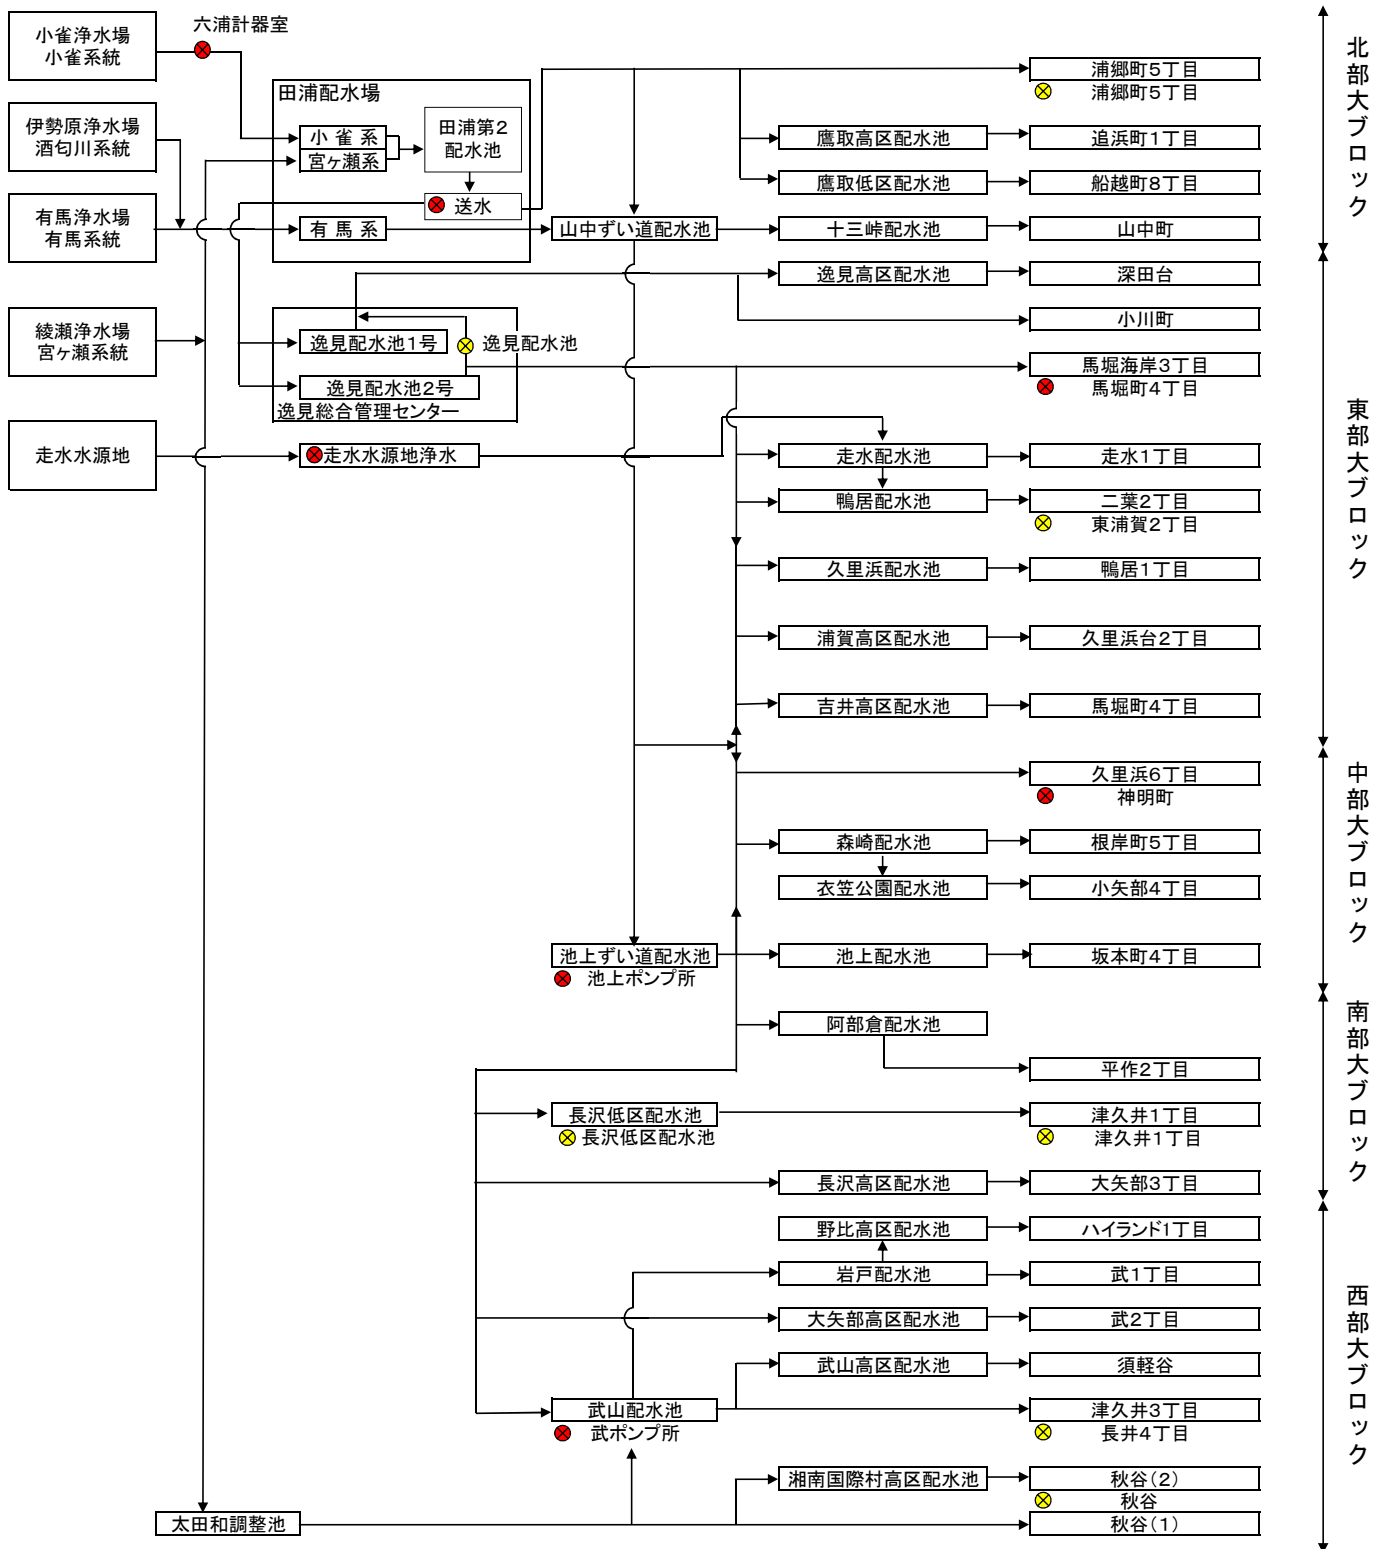 六浦計器室
小雀浄水場
小雀系統
伊勢原浄水場
酒匂川系統
有馬浄水場
有馬系統
綾瀬浄水場
宮ヶ瀬系統
走水水源地
田浦配水場
小 雀 系
宮ヶ瀬系
田浦第2
配水池
送水
有 馬 系
逸見配水池1号
逸見配水池
逸見配水池2号
逸見総合管理センター
走水水源地浄水
山中ずい道配水池
浦郷町5丁目
浦郷町5丁目
鷹取高区配水池
追浜町1丁目
鷹取低区配水池
船越町8丁目
十三峠配水池
山中町
逸見高区配水池
深田台
小川町
馬堀海岸3丁目
馬堀町4丁目
走水配水池
走水1丁目
鴨居配水池
二葉2丁目
東浦賀2丁目
久里浜配水池
鴨居1丁目
浦賀高区配水池
久里浜台2丁目
吉井高区配水池
馬堀町4丁目
久里浜6丁目
神明町
森崎配水池
根岸町5丁目
衣笠公園配水池
小矢部4丁目
池上ずい道配水池
池上ポンプ所
池上配水池
坂本町4丁目
阿部倉配水池
平作2丁目
長沢低区配水池
長沢低区配水池
津久井1丁目
津久井1丁目
長沢高区配水池
大矢部3丁目
野比高区配水池
ハイランド1丁目
岩戸配水池
武1丁目
大矢部高区配水池
武2丁目
武山高区配水池
須軽谷
武山配水池
武ポンプ所
津久井3丁目
長井4丁目
湘南国際村高区配水池
秋谷(2)
秋谷
太田和調整池
秋谷(1)
北部大ブロック
東部大ブロック
中部大ブロック
南部大ブロック
西部大ブロック